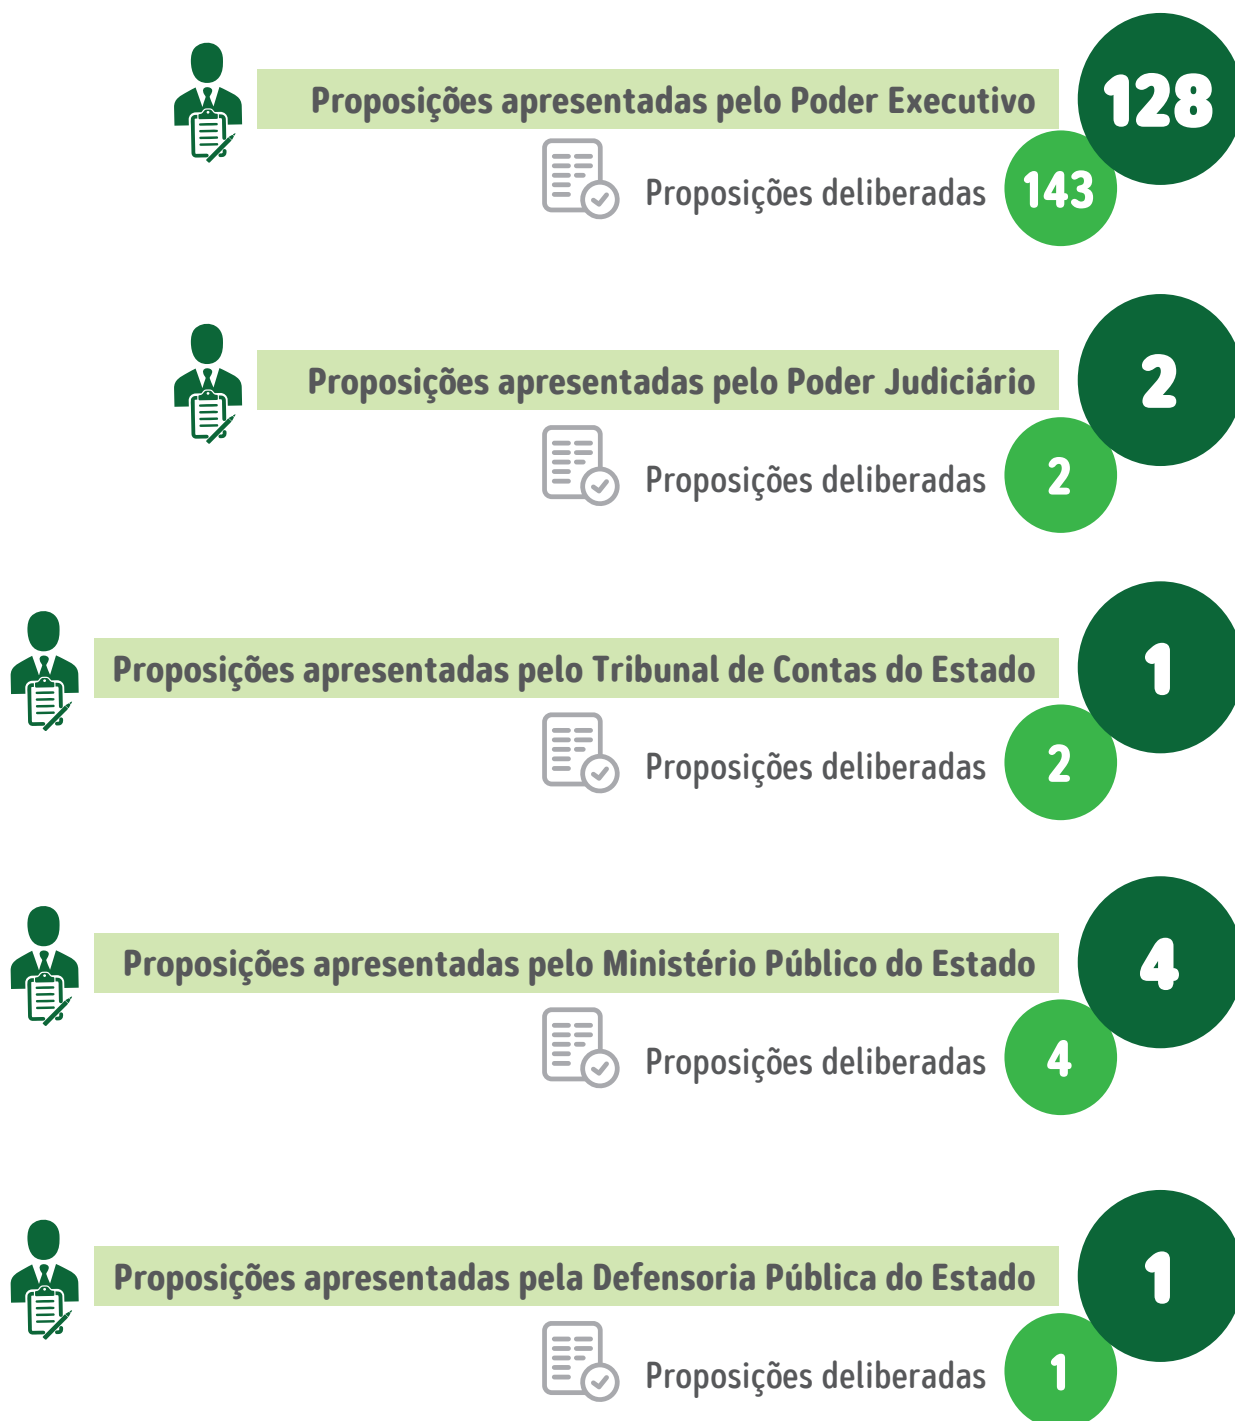 Proposições apresentadas pelo Poder Executivo 128
Proposições deliberadas 143
Proposições apresentadas pelo Poder Judiciário 2
Proposições deliberadas 2
Proposições apresentadas pelo Tribunal de Contas do Estado 1
Proposições deliberadas 2
Proposições apresentadas pelo Ministério Público do Estado 4
Proposições deliberadas 4
Proposições apresentadas pela Defensoria Pública do Estado 1
Proposições deliberadas 1